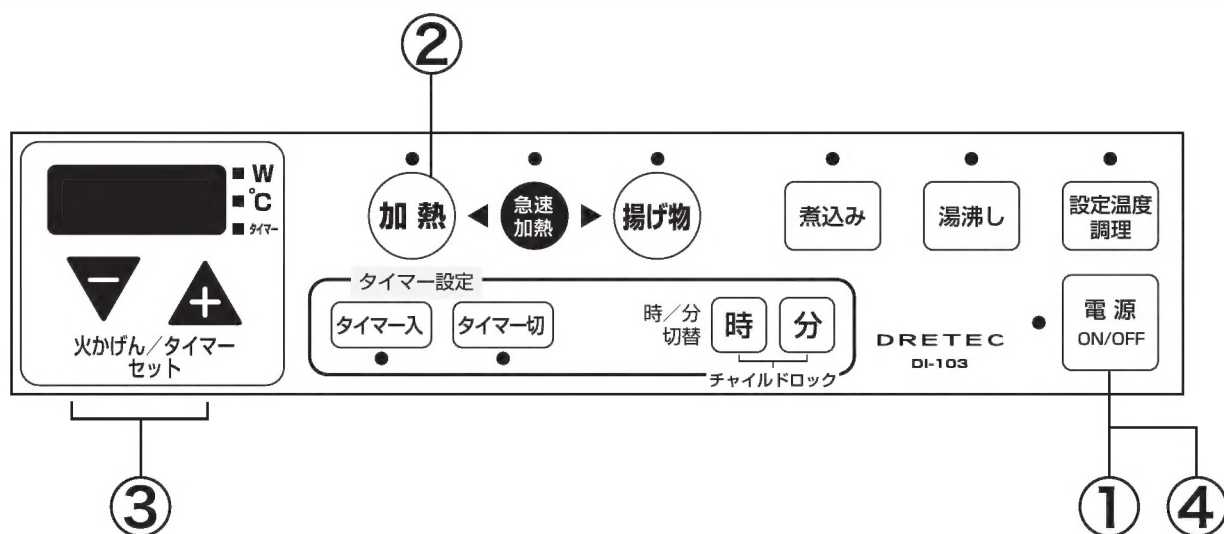 ②
W
℃
タイマー
−
+
火かげん/タイマー
セット
加熱
急速
加熱
揚げ物
煮込み
湯沸し
設定温度
調理
タイマー設定
タイマー入
タイマー切
時/分
切替
時
分
チャイルドロック
DRETEC
DI-103
電源
ON/OFF
③
①
④